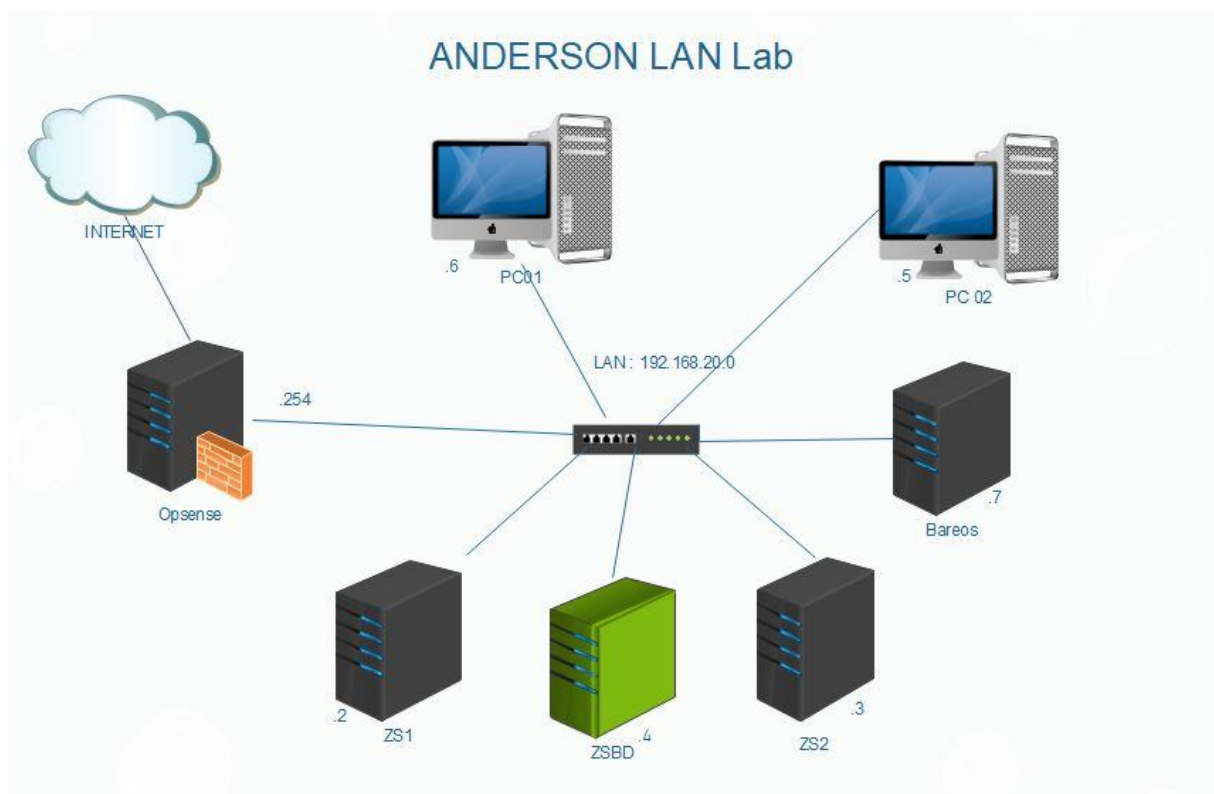 ANDERSON LAN Lab
INTERNET
.6
PC01
.5
PC 02
LAN : 192.168.20.0
.254
Opsense
.7
Bareos
.2
ZS1
.4
ZSBD
.3
ZS2